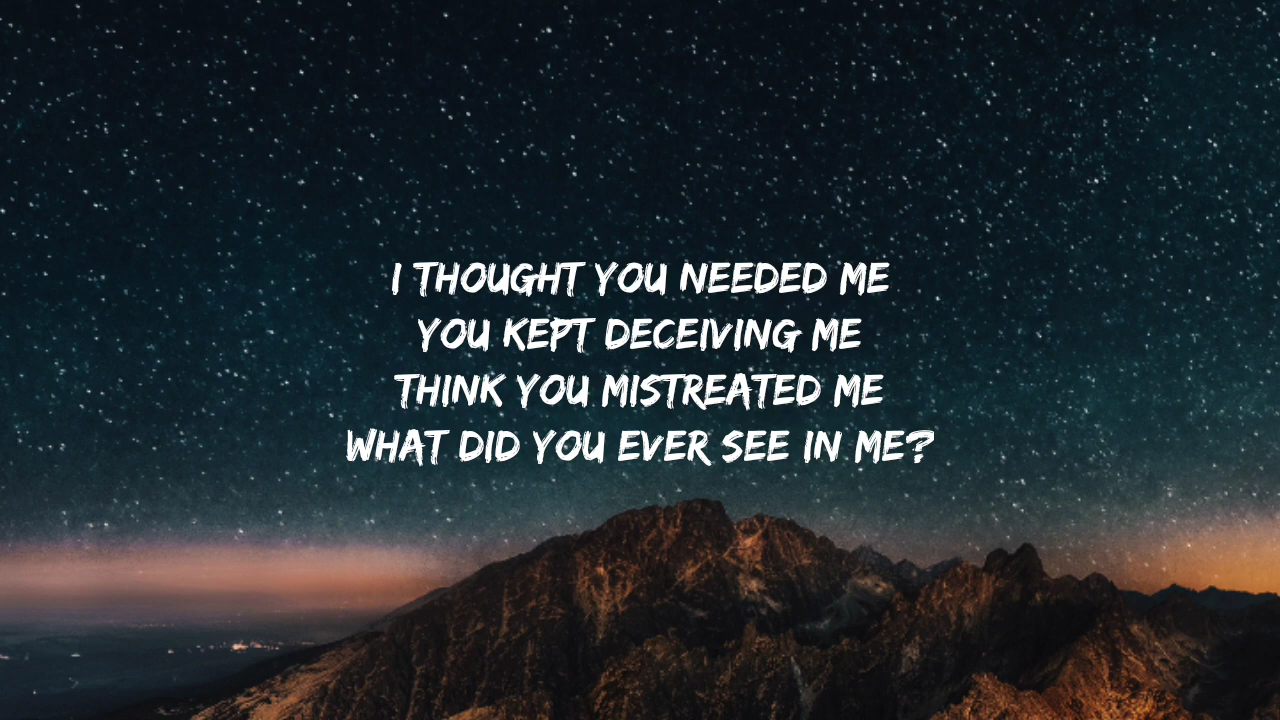 I THOUGHT YOU NEEDED ME
YOU KEPT DECEIVING ME
THINK YOU MISTREATED ME
WHAT DID YOU EVER SEE IN ME?